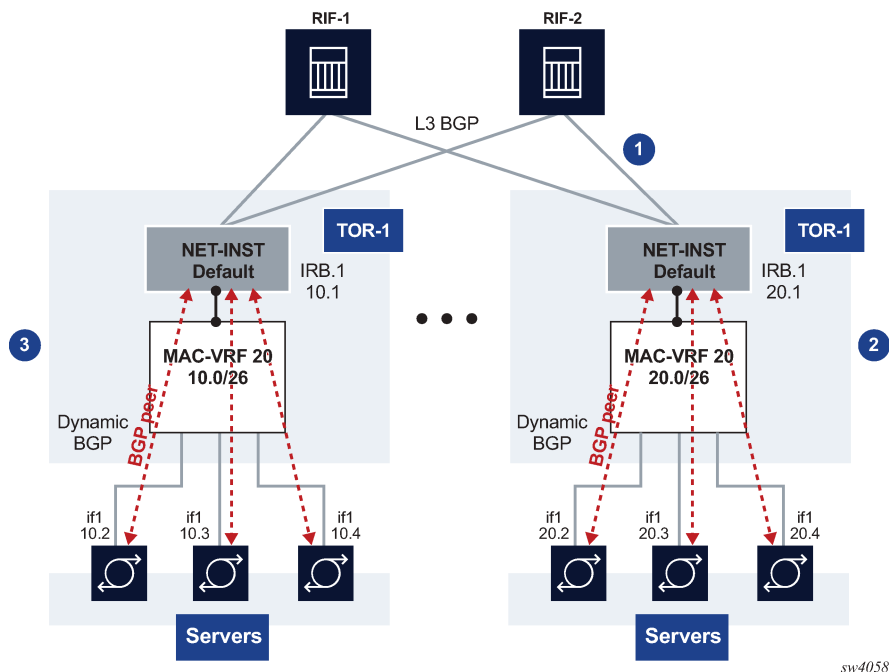 RIF-1
RIF-2
L3 BGP
1
TOR-1
NET-INST
Default
IRB.1
10.1
TOR-1
NET-INST
Default
IRB.1
20.1
3
MAC-VRF 20
10.0/26
BGP peer
Dynamic
BGP
2
MAC-VRF 20
20.0/26
BGP peer
Dynamic
BGP
if1
10.2
if1
10.3
if1
10.4
if1
20.2
if1
20.3
if1
20.4
Servers
Servers
sw4058